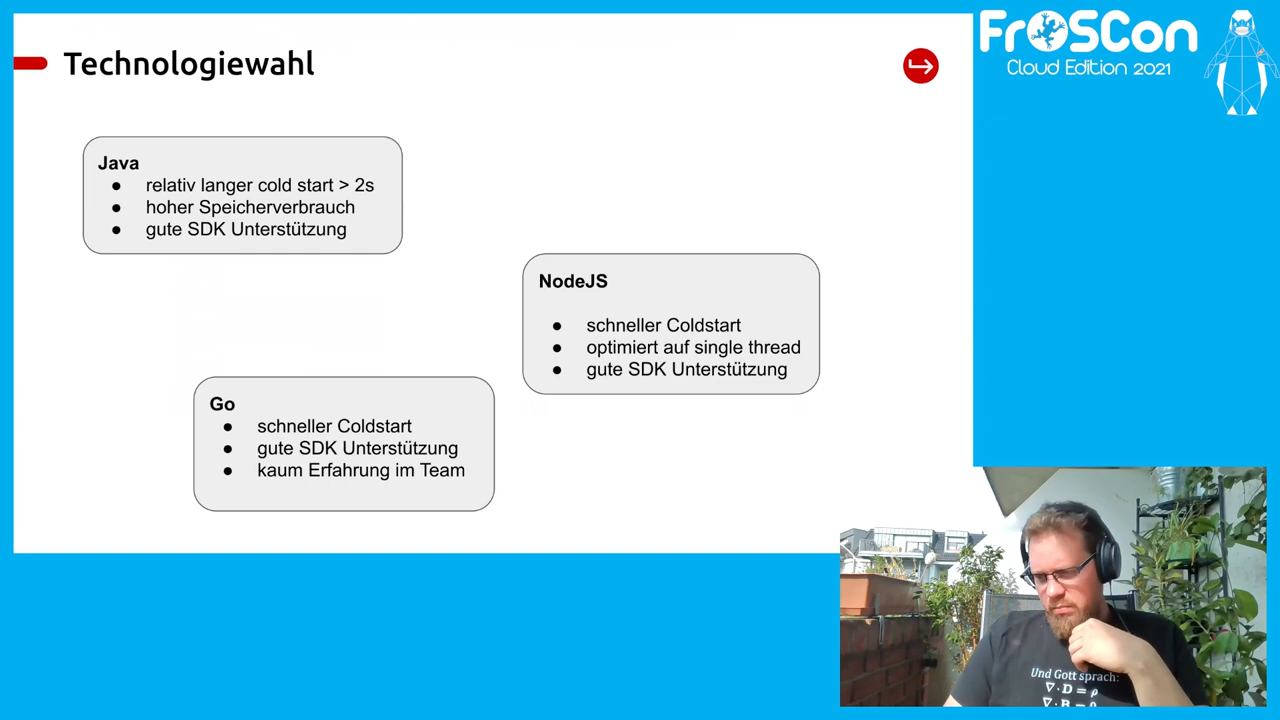 Technologiewahl
FrOSCon
Cloud Edition 2021
Java
● relativ langer cold start > 2s
● hoher Speicherverbrauch
● gute SDK Unterstützung
NodeJS
● schneller Coldstart
● optimiert auf single thread
● gute SDK Unterstützung
Go
● schneller Coldstart
● gute SDK Unterstützung
● kaum Erfahrung im Team
Und Gott sprach:
∇·D = ρ